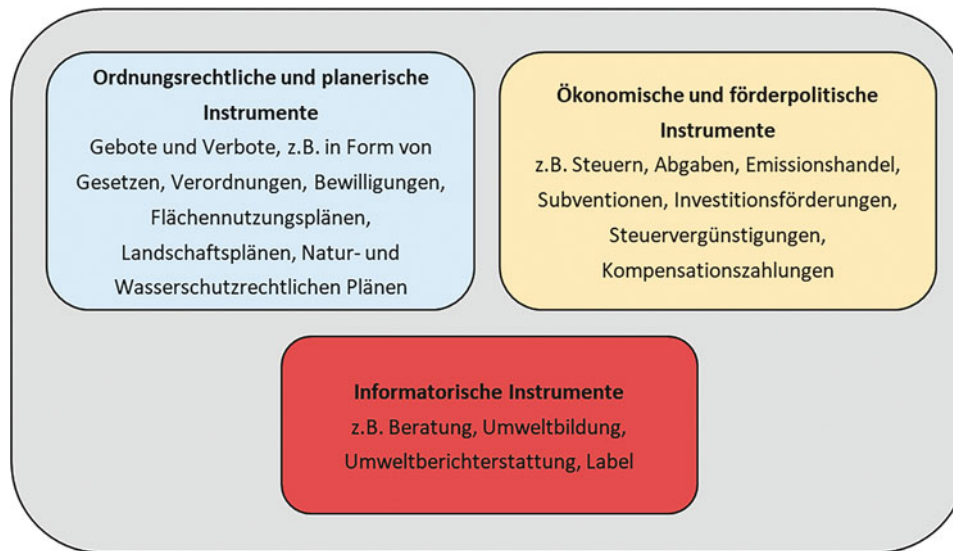 Ordnungsrechtliche und planerische
Instrumente
Gebote und Verbote, z.B. in Form von
Gesetzen, Verordnungen, Bewilligungen,
Flächennutzungsplänen,
Landschaftsplänen, Natur- und
Wasserschutzrechtlichen Plänen
Ökonomische und förderpolitische
Instrumente
z.B. Steuern, Abgaben, Emissionshandel,
Subventionen, Investitionsförderungen,
Steuervergünstigungen,
Kompensationszahlungen
Informatorische Instrumente
z.B. Beratung, Umweltbildung,
Umweltberichterstattung, Label